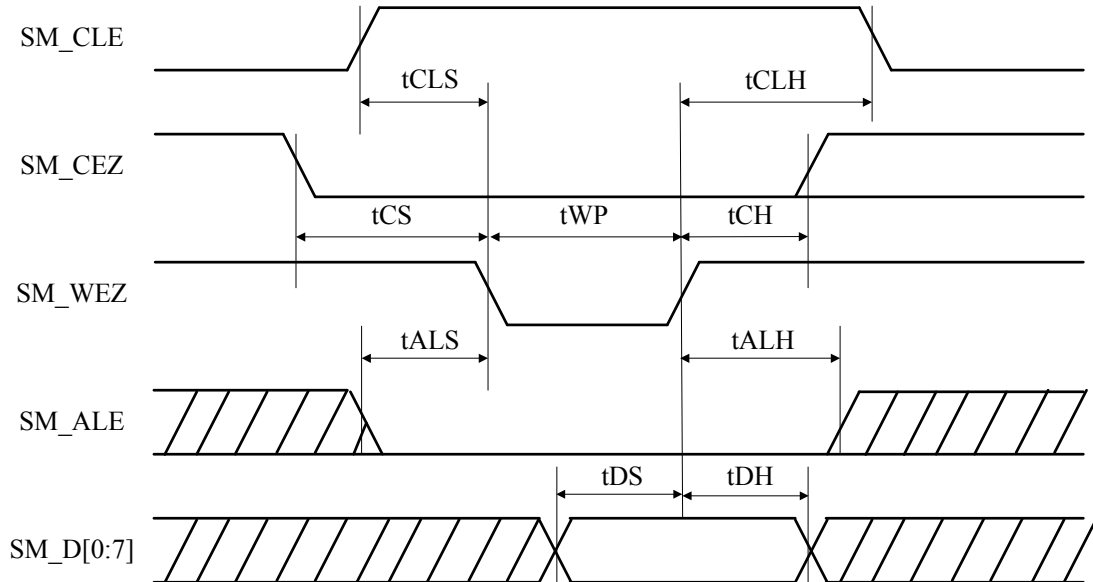 SM_CLE
tCLS
tCLH
SM_CEZ
tCS
tWP
tCH
SM_WEZ
tALS
tALH
SM_ALE
tDS
tDH
SM_D[0:7]